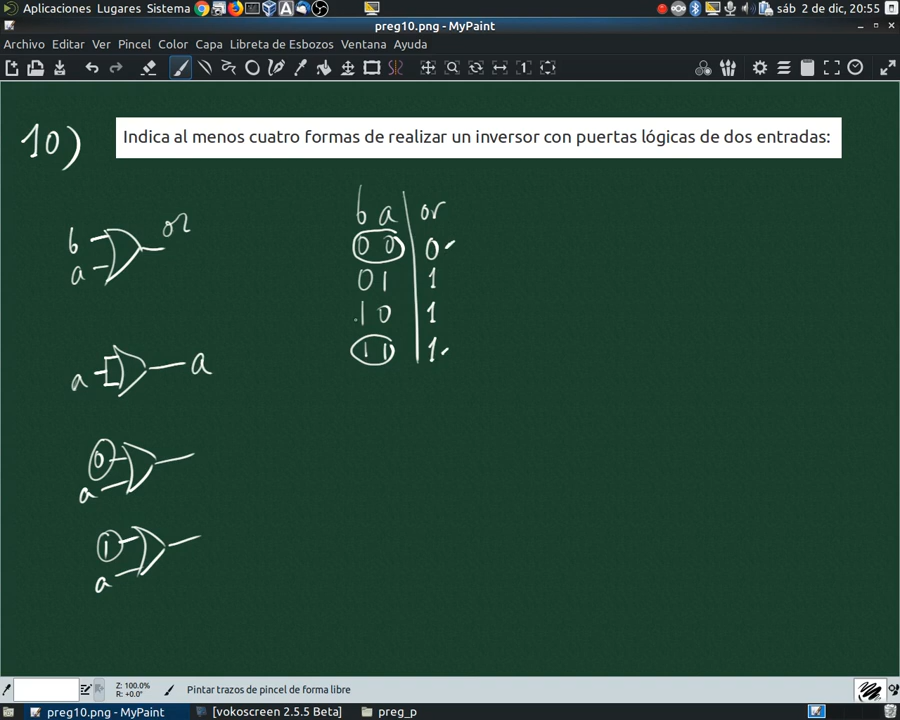 Aplicaciones Lugares Sistema sáb 2 de dic, 20:55
preg10.png - MyPaint
Archivo Editar Ver Pincel Color Capa Libreta de Esbozos Ventana Ayuda
10) Indica al menos cuatro formas de realizar un inversor con puertas lógicas de dos entradas:
b a or
b or
a
0 0 0
0 1 1
1 0 1
1 1 1
a a
0
a
1
a
Z: 100.0%
R: +0.0°
Pintar trazos de pincel de forma libre
preg10.png - MyPaint [vokoscreen 2.5.5 Beta] preg_p